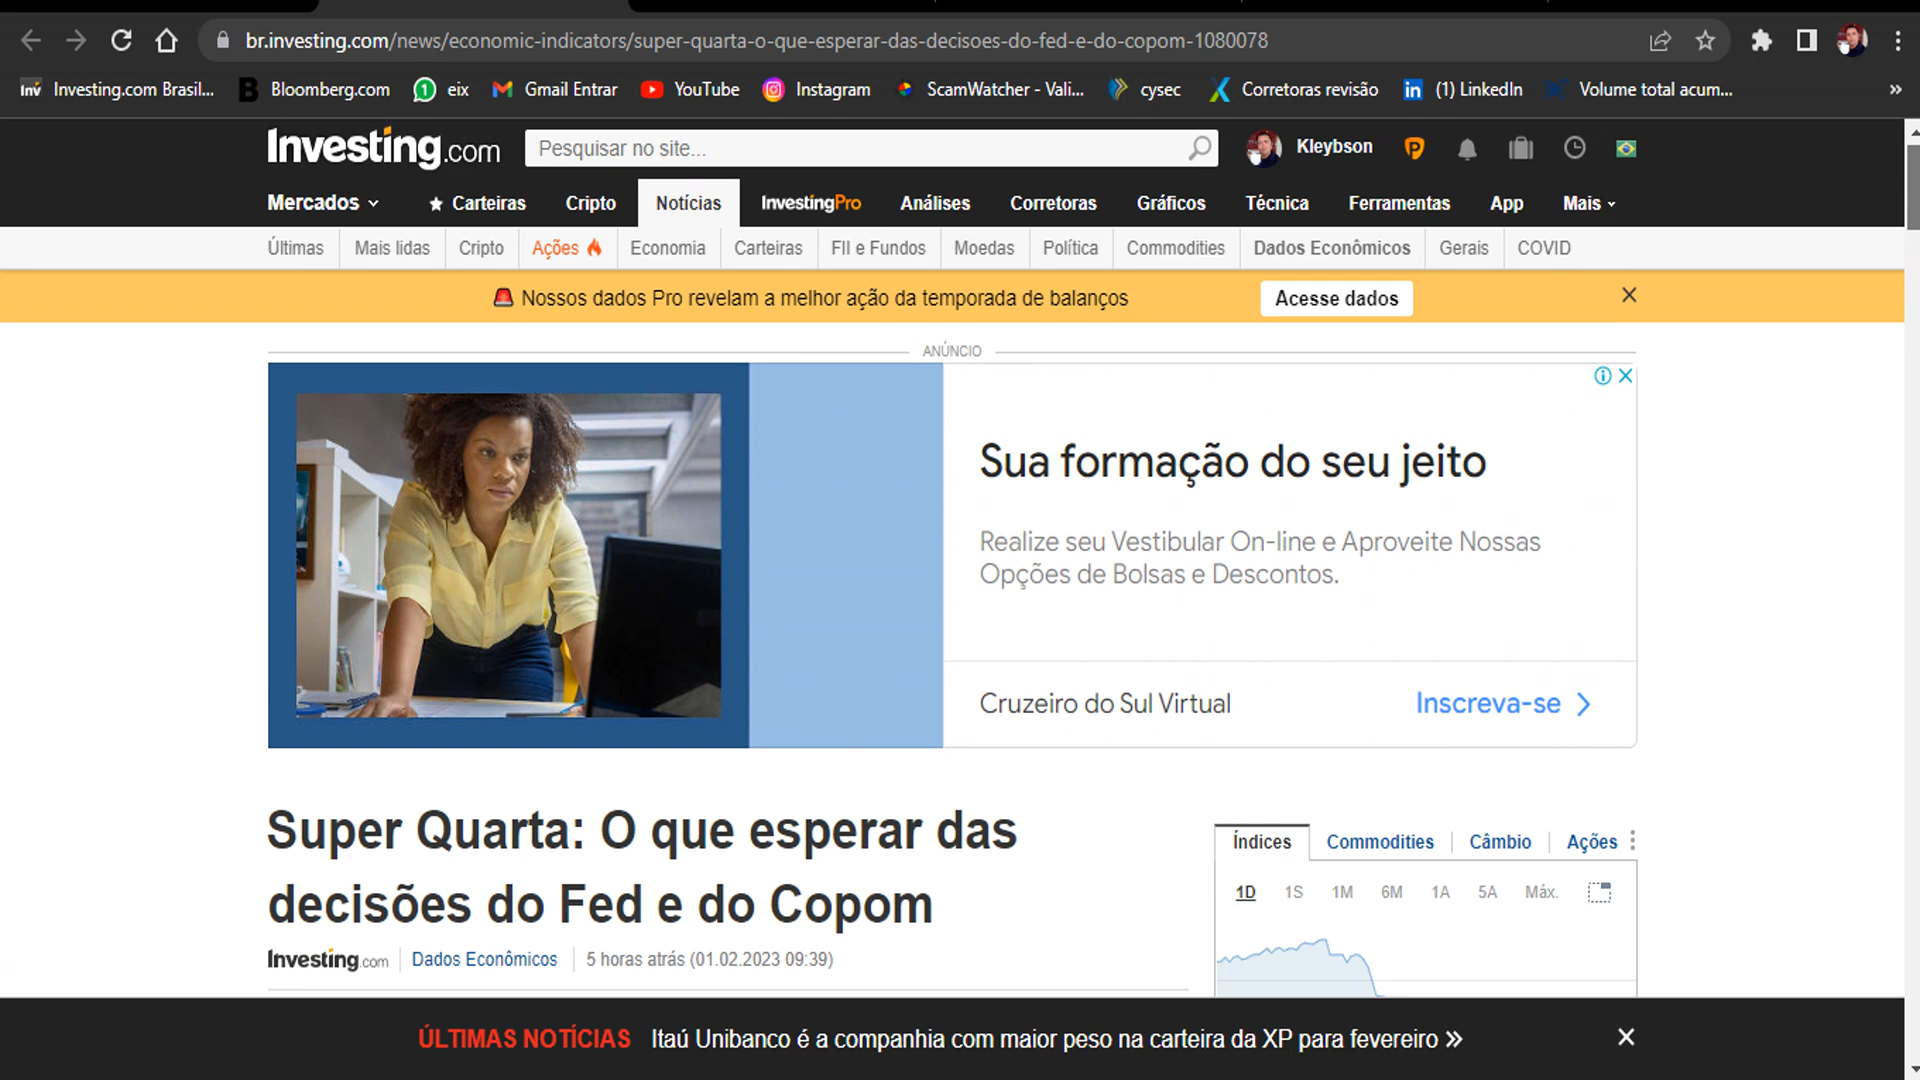 br.investing.com/news/economic-indicators/super-quarta-o-que-esperar-das-decisoes-do-fed-e-do-copom-1080078
Inv Investing.com Brasil... B Bloomberg.com 1 eix Gmail Entrar YouTube Instagram ScamWatcher - Vali... cysec Corretoras revisão in (1) LinkedIn Volume total acum... »
Investing.com Pesquisar no site... Kleybson P
Mercados Carteiras Cripto Notícias InvestingPro Análises Corretoras Gráficos Técnica Ferramentas App Mais
Últimas Mais lidas Cripto Ações Economia Carteiras FII e Fundos Moedas Política Commodities Dados Econômicos Gerais COVID
Nossos dados Pro revelam a melhor ação da temporada de balanços Acesse dados
ANÚNCIO
Sua formação do seu jeito
Realize seu Vestibular On-line e Aproveite Nossas
Opções de Bolsas e Descontos.
Cruzeiro do Sul Virtual Inscreva-se
Super Quarta: O que esperar das
decisões do Fed e do Copom
Investing.com Dados Econômicos 5 horas atrás (01.02.2023 09:39)
Índices Commodities Câmbio Ações
1D 1S 1M 6M 1A 5A Máx.
ÚLTIMAS NOTÍCIAS Itaú Unibanco é a companhia com maior peso na carteira da XP para fevereiro »